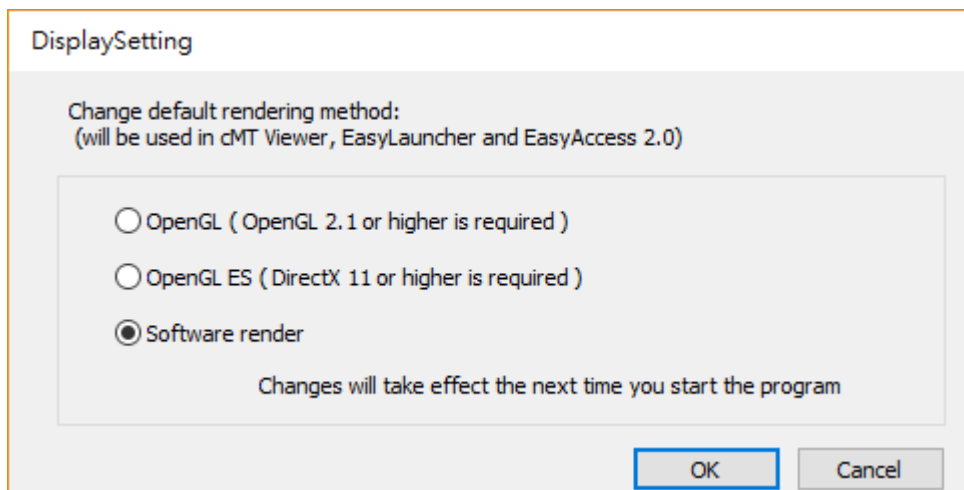 DisplaySetting
Change default rendering method:
(will be used in cMT Viewer, EasyLauncher and EasyAccess 2.0)
OpenGL ( OpenGL 2.1 or higher is required )
OpenGL ES ( DirectX 11 or higher is required )
Software render
Changes will take effect the next time you start the program
OK
Cancel